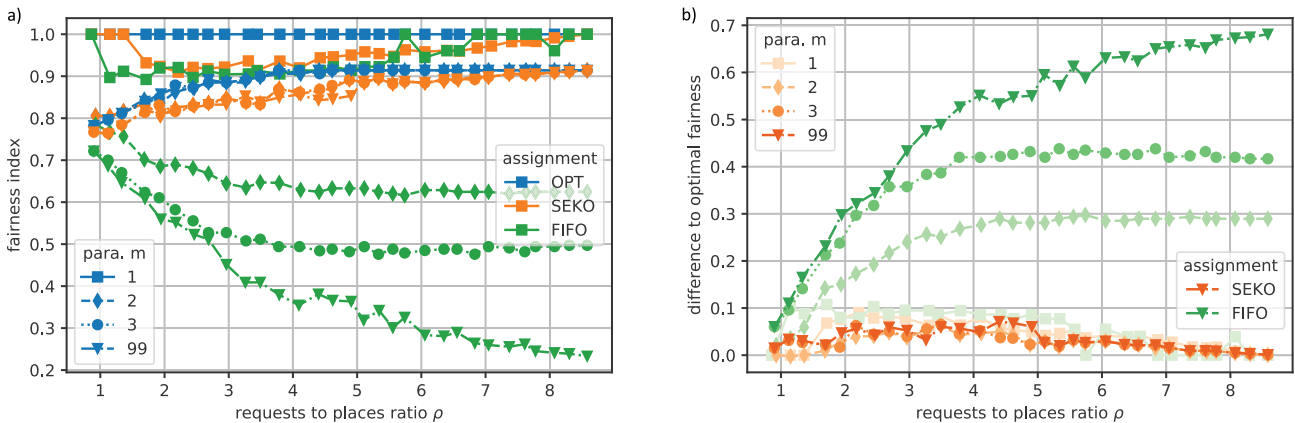 a)
1.0
0.9
0.8
0.7
0.6
0.5
0.4
0.3
0.2
fairness index
assignment
OPT
SEKO
FIFO
para. m
1
2
3
99
1 2 3 4 5 6 7 8
requests to places ratio ρ
b)
0.7
0.6
0.5
0.4
0.3
0.2
0.1
0.0
difference to optimal fairness
para. m
1
2
3
99
assignment
SEKO
FIFO
1 2 3 4 5 6 7 8
requests to places ratio ρ